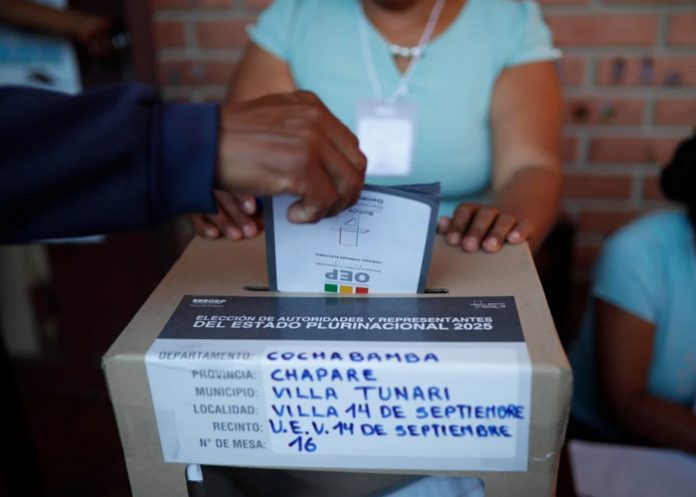 OEP
ELECCIÓN DE AUTORIDADES Y REPRESENTANTES
DEL ESTADO PLURINACIONAL 2025
DEPARTAMENTO: COCHABAMBA
PROVINCIA: CHAPARE
MUNICIPIO: VILLA TUNARI
LOCALIDAD: VILLA 14 DE SEPTIEMBRE
RECINTO: U.E.V. 14 DE SEPTIEMBRE
N° DE MESA: 16